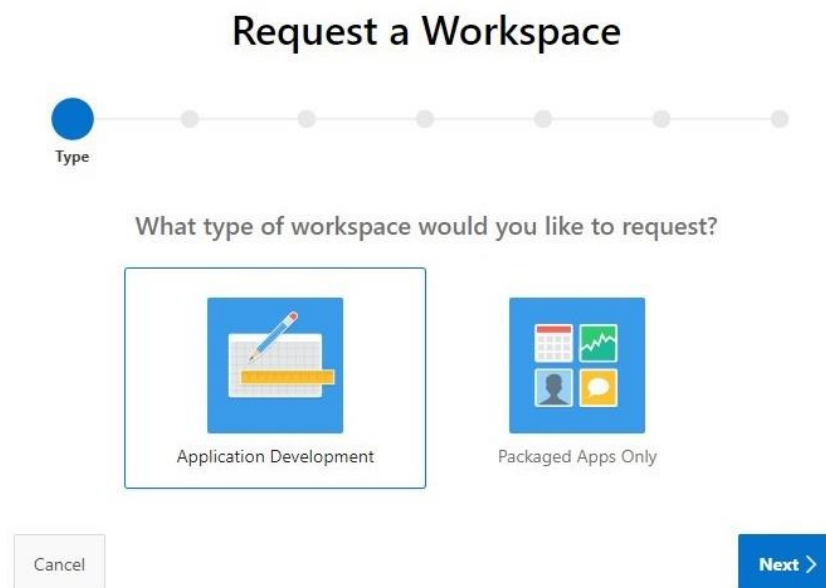 Request a Workspace
Type
What type of workspace would you like to request?
Application Development
Packaged Apps Only
Cancel
Next